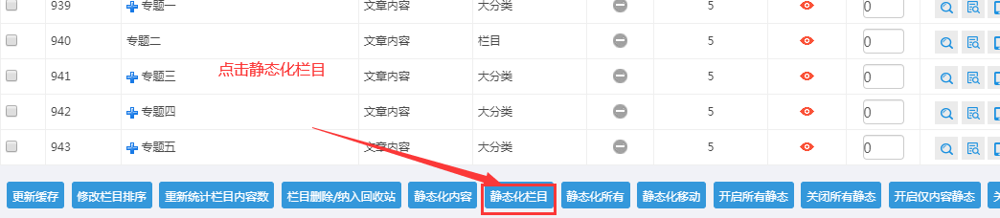 939 专题一 文章内容 大分类 5 0
940 专题二 文章内容 栏目 5 0
点击静态化栏目
941 专题三 文章内容 大分类 5 0
942 专题四 文章内容 大分类 5 0
943 专题五 文章内容 大分类 5 0
更新缓存 修改栏目排序 重新统计栏目内容数 栏目删除/纳入回收站 静态化内容 静态化栏目 静态化所有 静态化移动 开启所有静态 关闭所有静态 开启仅内容静态